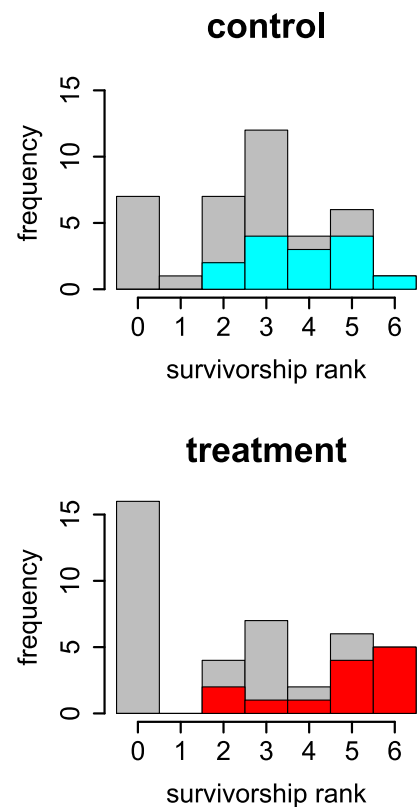 control
15
10
5
0
frequency
0 1 2 3 4 5 6
survivorship rank
treatment
15
10
5
0
frequency
0 1 2 3 4 5 6
survivorship rank